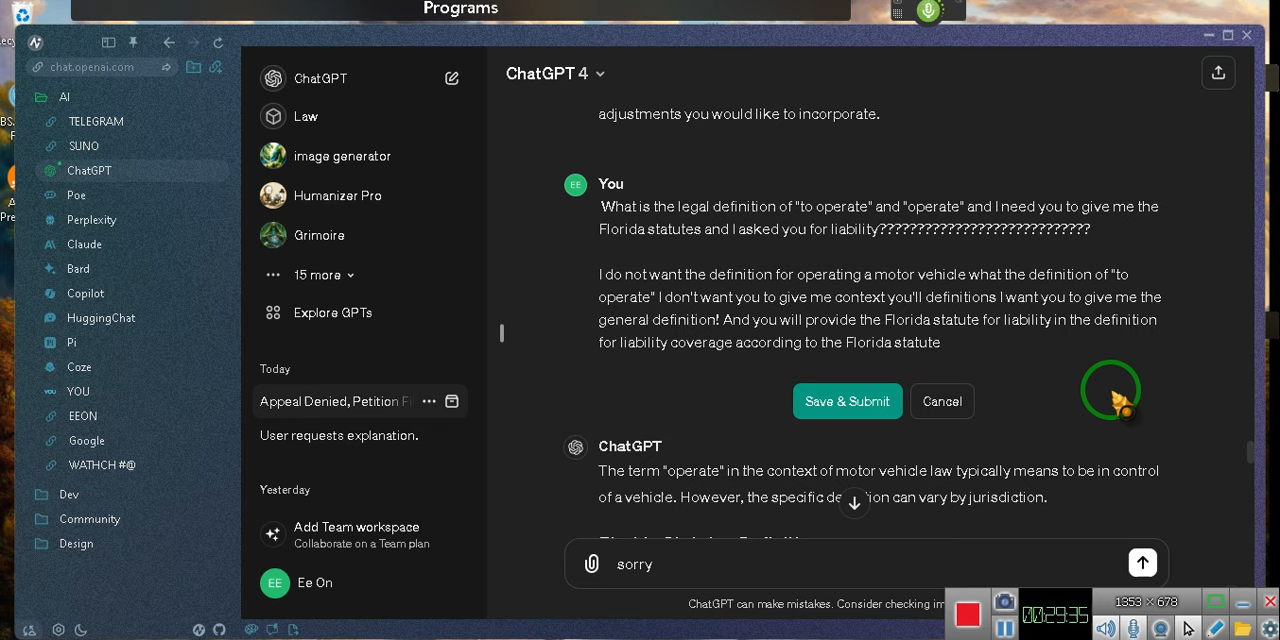 Programs
chat.openai.com
AI
TELEGRAM
SUNO
ChatGPT
Poe
Perplexity
Claude
Bard
Copilot
HuggingChat
Pi
Coze
YOU
EEON
Google
WATHCH #@
Dev
Community
Design
ChatGPT
Law
image generator
Humanizer Pro
Grimoire
15 more
Explore GPTs
Today
Appeal Denied, Petition F
User requests explanation.
Yesterday
Add Team workspace
Collaborate on a Team plan
EE Ee On
ChatGPT 4
adjustments you would like to incorporate.
EE You
What is the legal definition of "to operate" and "operate" and I need you to give me the
Florida statutes and I asked you for liability????????????????????????????
I do not want the definition for operating a motor vehicle what the definition of "to
operate" I don't want you to give me context you'll definitions I want you to give me the
general definition! And you will provide the Florida statute for liability in the definition
for liability coverage according to the Florida statute
Save & Submit Cancel
ChatGPT
The term "operate" in the context of motor vehicle law typically means to be in control
of a vehicle. However, the specific can vary by jurisdiction.
sorry
ChatGPT can make mistakes. Consider checking
1353 × 678
00:29:35